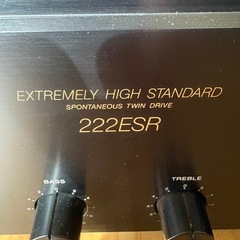 EXTREMELY HIGH STANDARD
SPONTANEOUS TWIN DRIVE
222ESR
BASS
TREBLE